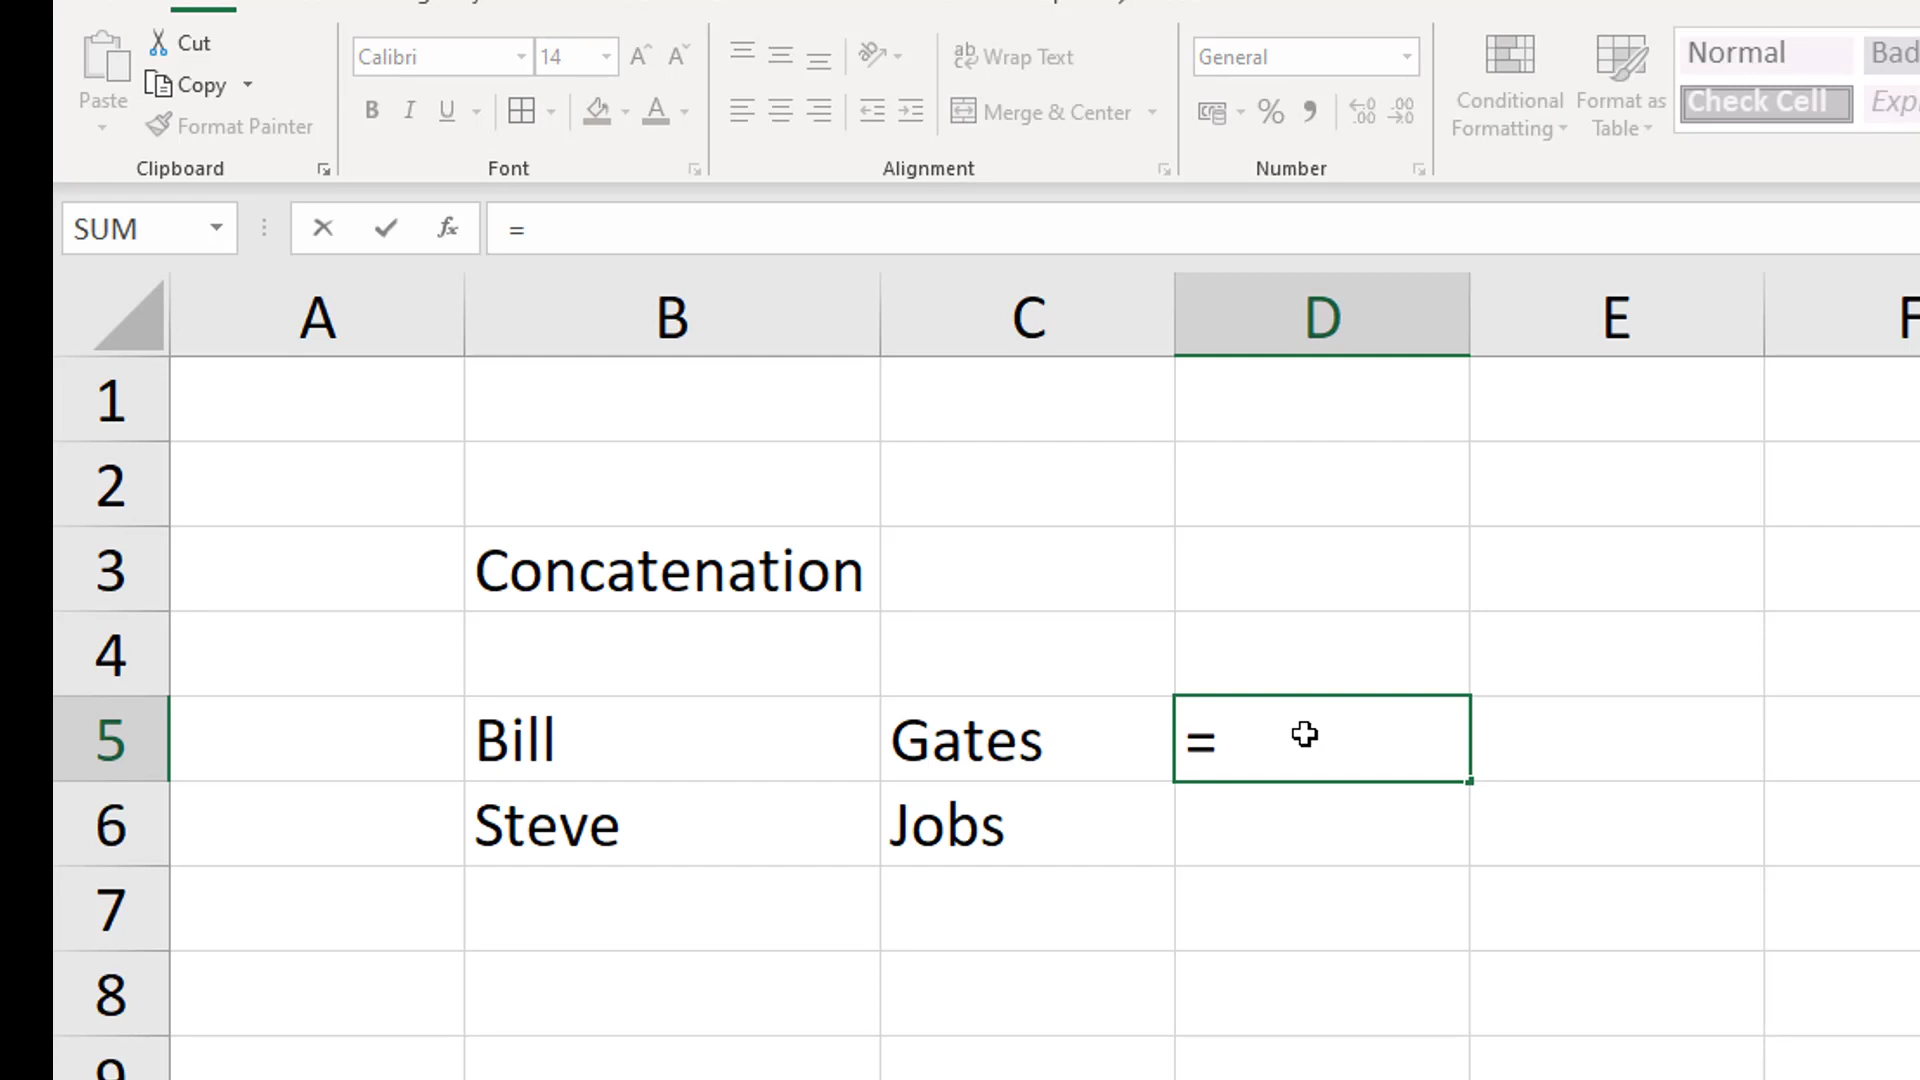 Cut
Copy
Paste
Format Painter
Clipboard
Calibri
14
B I U
Font
Wrap Text
Merge & Center
Alignment
General
Number
Conditional
Formatting
Format as
Table
Normal
Bad
Check Cell
SUM
fx
=
A B C D E F
1
2
3 Concatenation
4
5 Bill Gates =
6 Steve Jobs
7
8
9